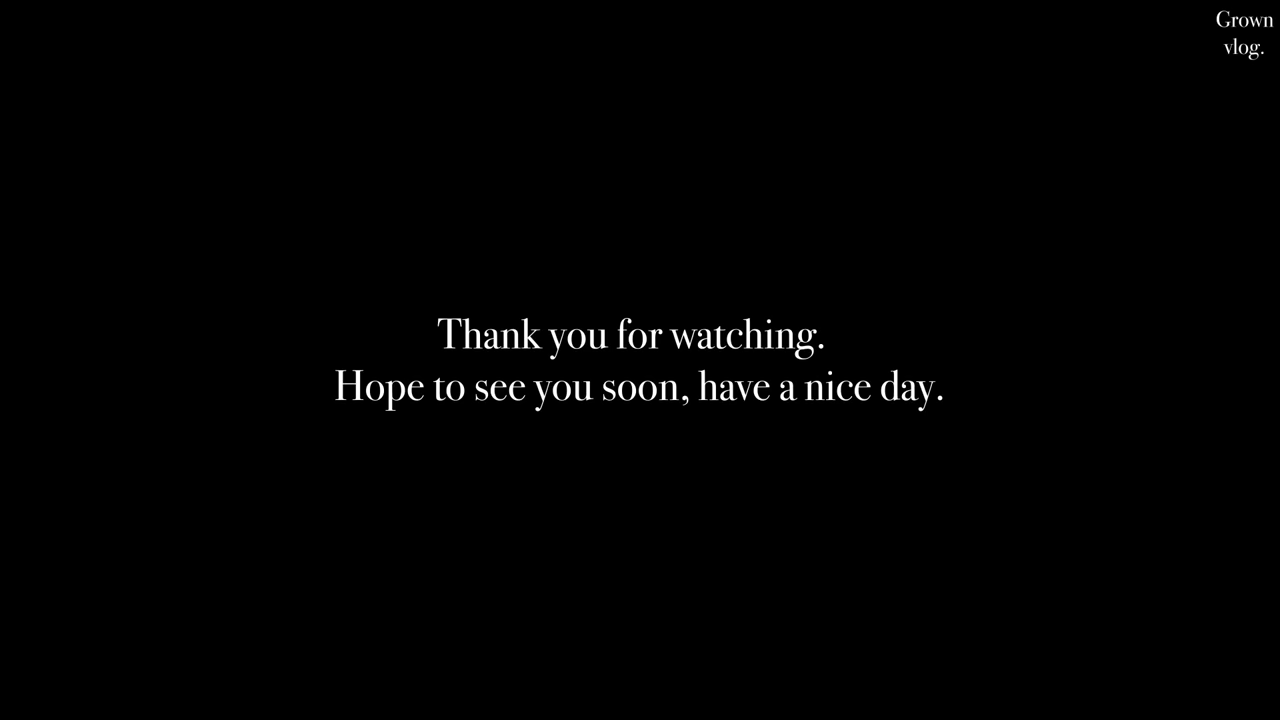 Grown
vlog.
Thank you for watching.
Hope to see you soon, have a nice day.